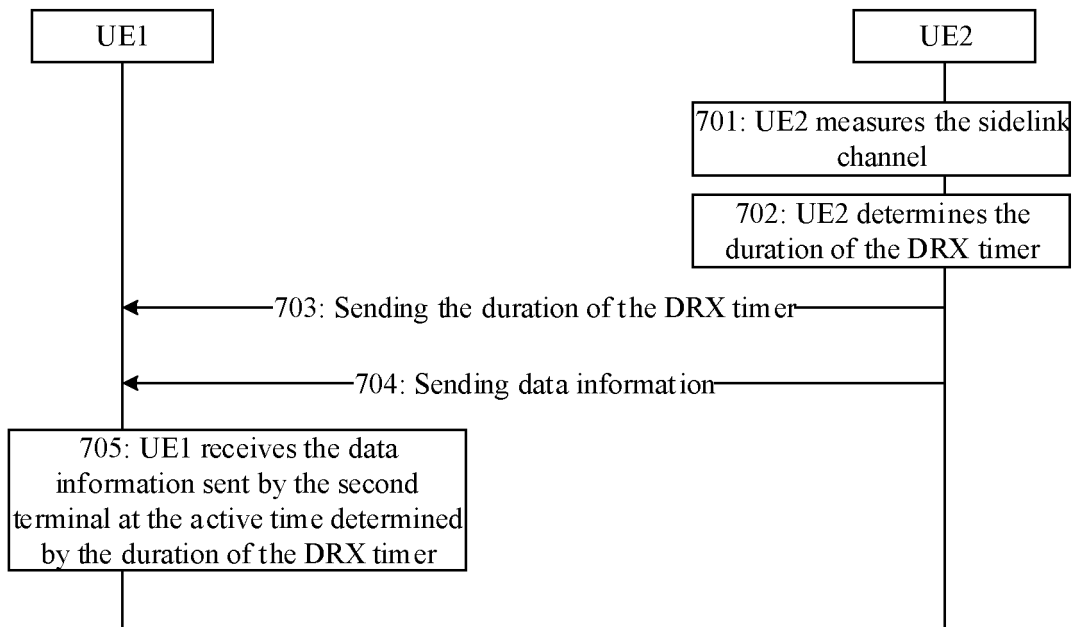 UE1
UE2
701: UE2 measures the sidelink
channel
702: UE2 determines the
duration of the DRX timer
703: Sending the duration of the DRX timer
704: Sending data information
705: UE1 receives the data
information sent by the second
terminal at the active time determined
by the duration of the DRX timer